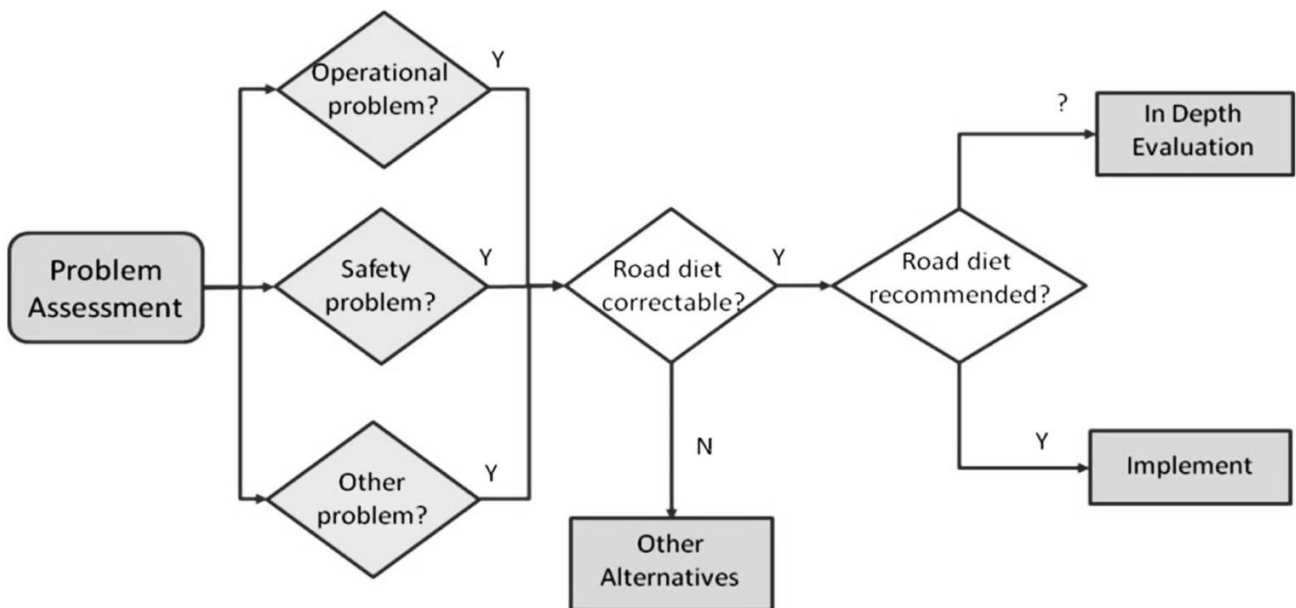 Operational
problem?
Y
Problem
Assessment
Safety
problem?
Y
Other
problem?
Y
Road diet
correctable?
Y
N
Other
Alternatives
Road diet
recommended?
?
In Depth
Evaluation
Y
Implement